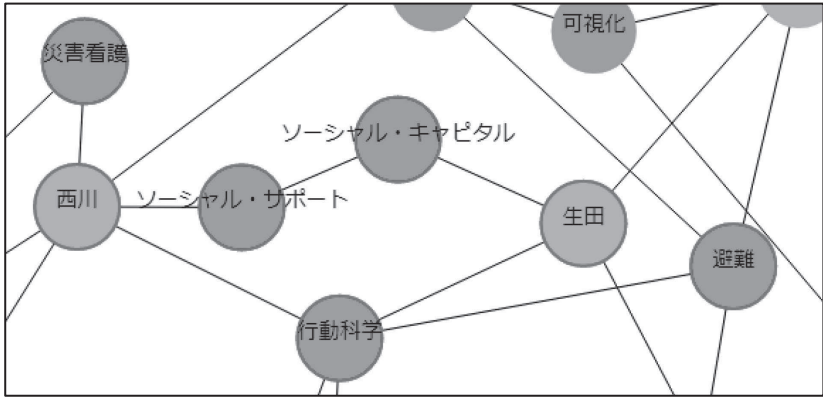 可視化
災害看護
ソーシャル・キャピタル
西川
ソーシャル・サポート
生田
避難
行動科学